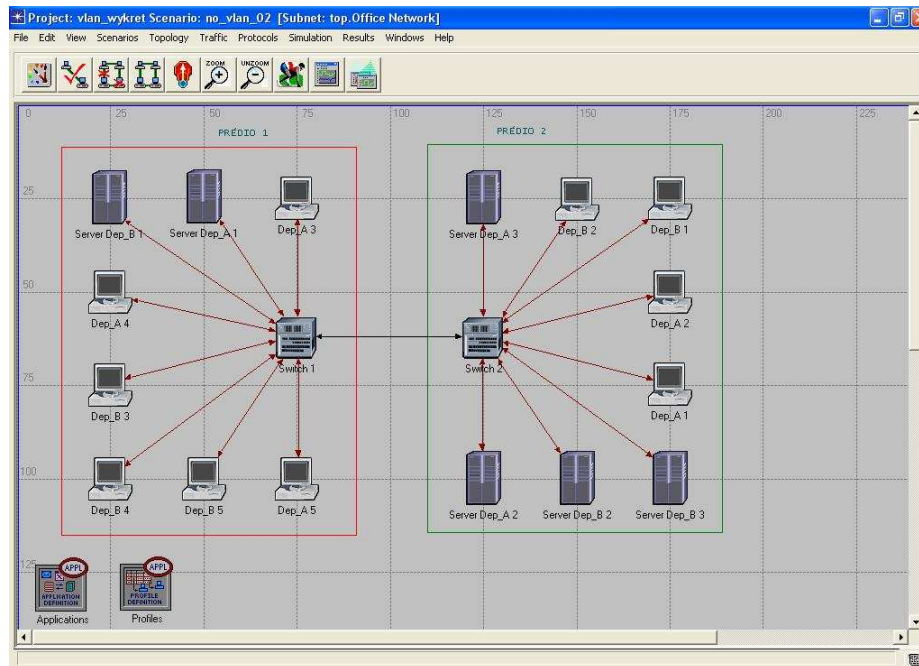 Project: vlan_wykret Scenario: no_vlan_02 [Subnet: top.Office Network]
File Edit View Scenarios Topology Traffic Protocols Simulation Results Windows Help
ZOOM UNZOOM
0 25 50 75 100 125 150 175 200 225
PRÉDIO 1 PRÉDIO 2
25
Server Dep_B 1 Server Dep_A 1 Dep_A 3 Server Dep_A 3 Dep_B 2 Dep_B 1
50
Dep_A 4 Dep_A 2
Switch 1 Switch 2
75
Dep_B 3 Dep_A 1
100
Dep_B 4 Dep_B 5 Dep_A 5 Server Dep_A 2 Server Dep_B 2 Server Dep_B 3
125
APPL APPL
APPLICATION DEFINITION PROFILE DEFINITION
Applications Profiles